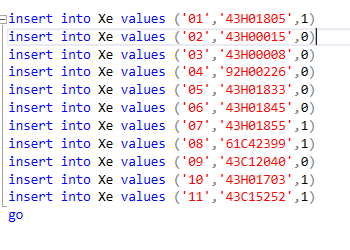 insert into Xe values ('01','43H01805',1)
insert into Xe values ('02','43H00015',0)
insert into Xe values ('03','43H00008',0)
insert into Xe values ('04','92H00226',0)
insert into Xe values ('05','43H01833',0)
insert into Xe values ('06','43H01845',0)
insert into Xe values ('07','43H01855',1)
insert into Xe values ('08','61C42399',1)
insert into Xe values ('09','43C12040',0)
insert into Xe values ('10','43H01703',1)
insert into Xe values ('11','43C15252',1)
go